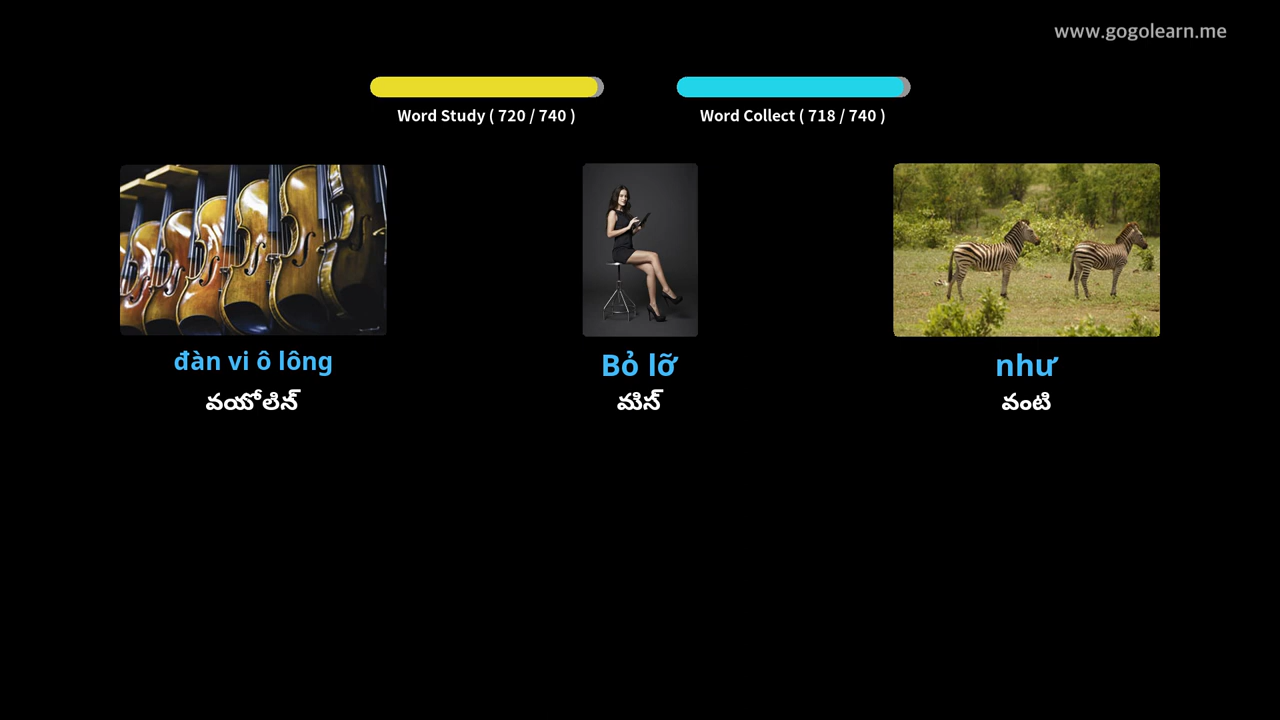 www.gogolearn.me
Word Study ( 720 / 740 )
Word Collect ( 718 / 740 )
đàn vi ô lông
వయోలిన్
Bỏ lỡ
మిస్
như
వంటి